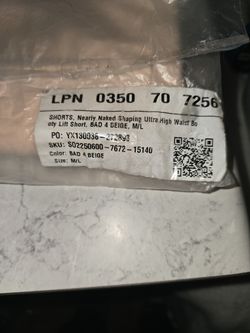 LPN 0350 70 7256
SHORTS, Nearly Naked Shaping Ultra High Waist Bo
oty Lift Short, BAD 4 BEIGE, M/L
SKU: SO2250600-7672-15140
Color: BAD 4 BEIGE
Size: M/L